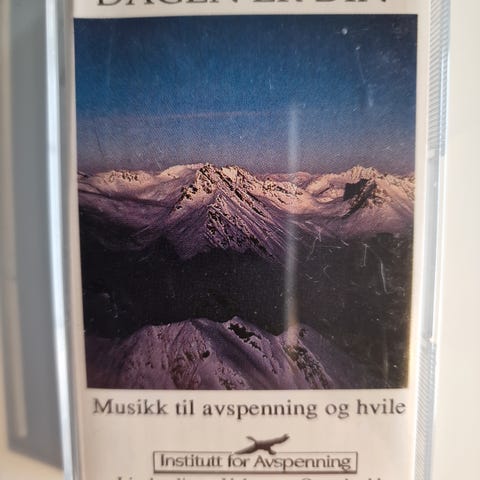 DAGEN ER DIN
Musikk til avspenning og hvile
Institutt for Avspenning